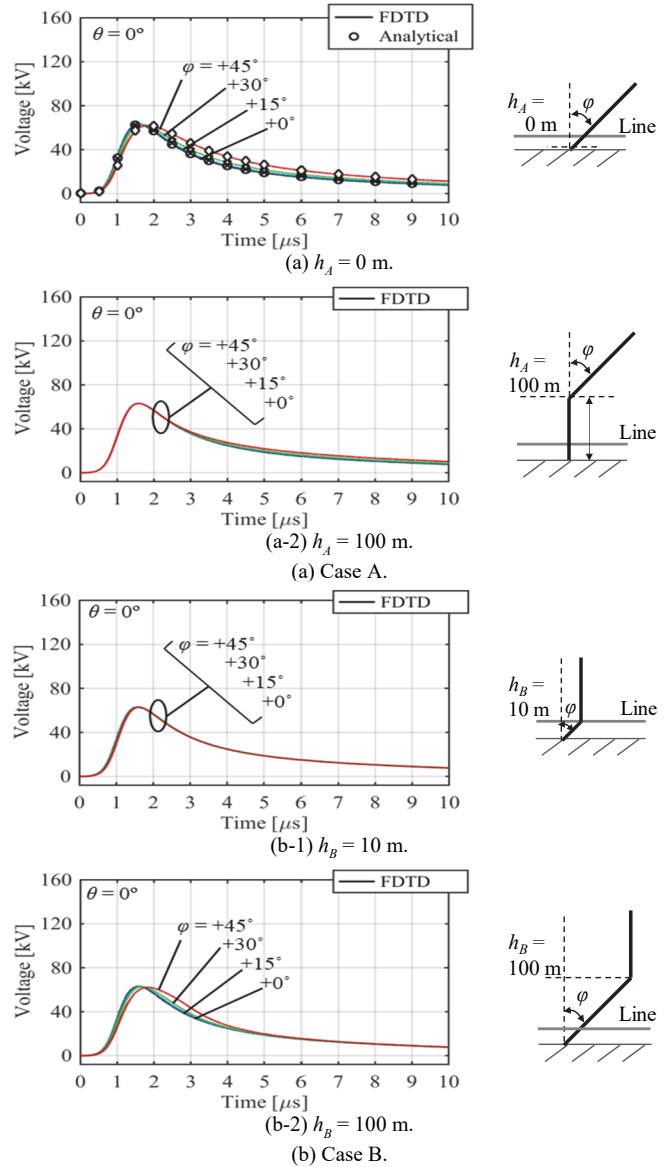 160
120
80
40
0
Voltage [kV]
θ = 0°
φ = +45˚
+30˚
+15˚
+0˚
FDTD
Analytical
0 1 2 3 4 5 6 7 8 9 10
Time [μs]
h_A =
0 m
φ
Line
(a) h_A = 0 m.
160
120
80
40
0
Voltage [kV]
θ = 0°
φ = +45˚
+30˚
+15˚
+0˚
FDTD
0 1 2 3 4 5 6 7 8 9 10
Time [μs]
h_A =
100 m
φ
Line
(a-2) h_A = 100 m.
(a) Case A.
160
120
80
40
0
Voltage [kV]
θ = 0°
φ = +45˚
+30˚
+15˚
+0˚
FDTD
0 1 2 3 4 5 6 7 8 9 10
Time [μs]
h_B =
10 m
φ
Line
(b-1) h_B = 10 m.
160
120
80
40
0
Voltage [kV]
θ = 0°
φ = +45˚
+30˚
+15˚
+0˚
FDTD
0 1 2 3 4 5 6 7 8 9 10
Time [μs]
h_B =
100 m
φ
Line
(b-2) h_B = 100 m.
(b) Case B.